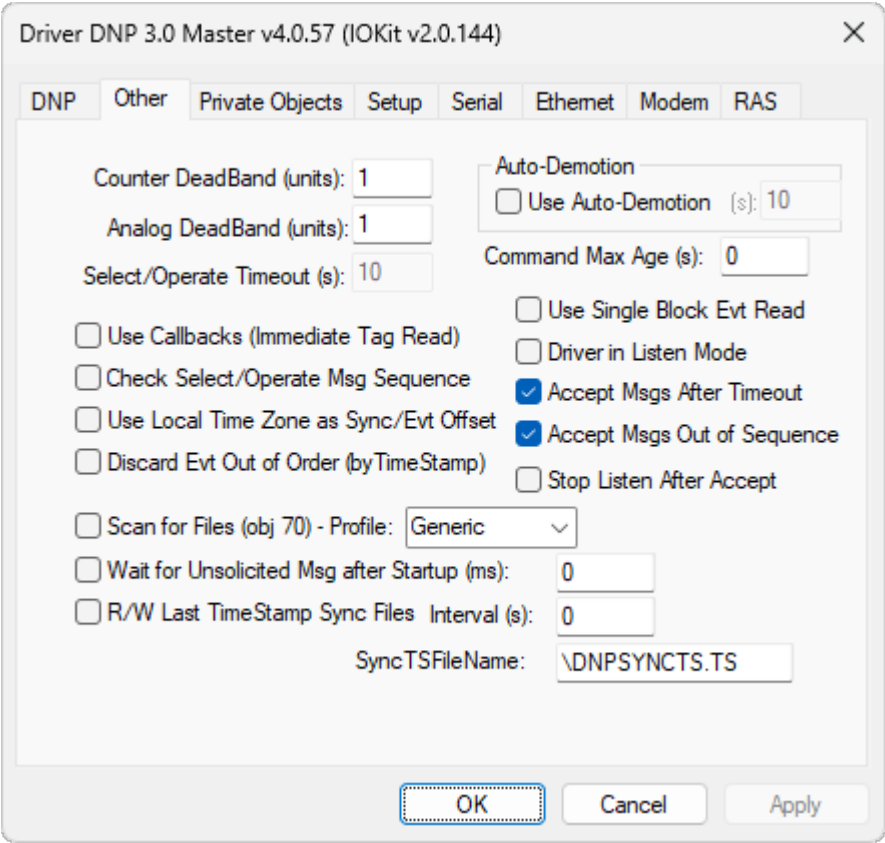 Driver DNP 3.0 Master v4.0.57 (IOKit v2.0.144)
DNP Other Private Objects Setup Serial Ethernet Modem RAS
Counter DeadBand (units): 1
Analog DeadBand (units): 1
Select/Operate Timeout (s): 10
Auto-Demotion
Use Auto-Demotion (s): 10
Command Max Age (s): 0
Use Callbacks (Immediate Tag Read)
Check Select/Operate Msg Sequence
Use Local Time Zone as Sync/Evt Offset
Discard Evt Out of Order (byTimeStamp)
Use Single Block Evt Read
Driver in Listen Mode
Accept Msgs After Timeout
Accept Msgs Out of Sequence
Stop Listen After Accept
Scan for Files (obj 70) - Profile: Generic
Wait for Unsolicited Msg after Startup (ms): 0
R/W Last TimeStamp Sync Files Interval (s): 0
SyncTSFileName: \DNPSYNCTS.TS
OK Cancel Apply